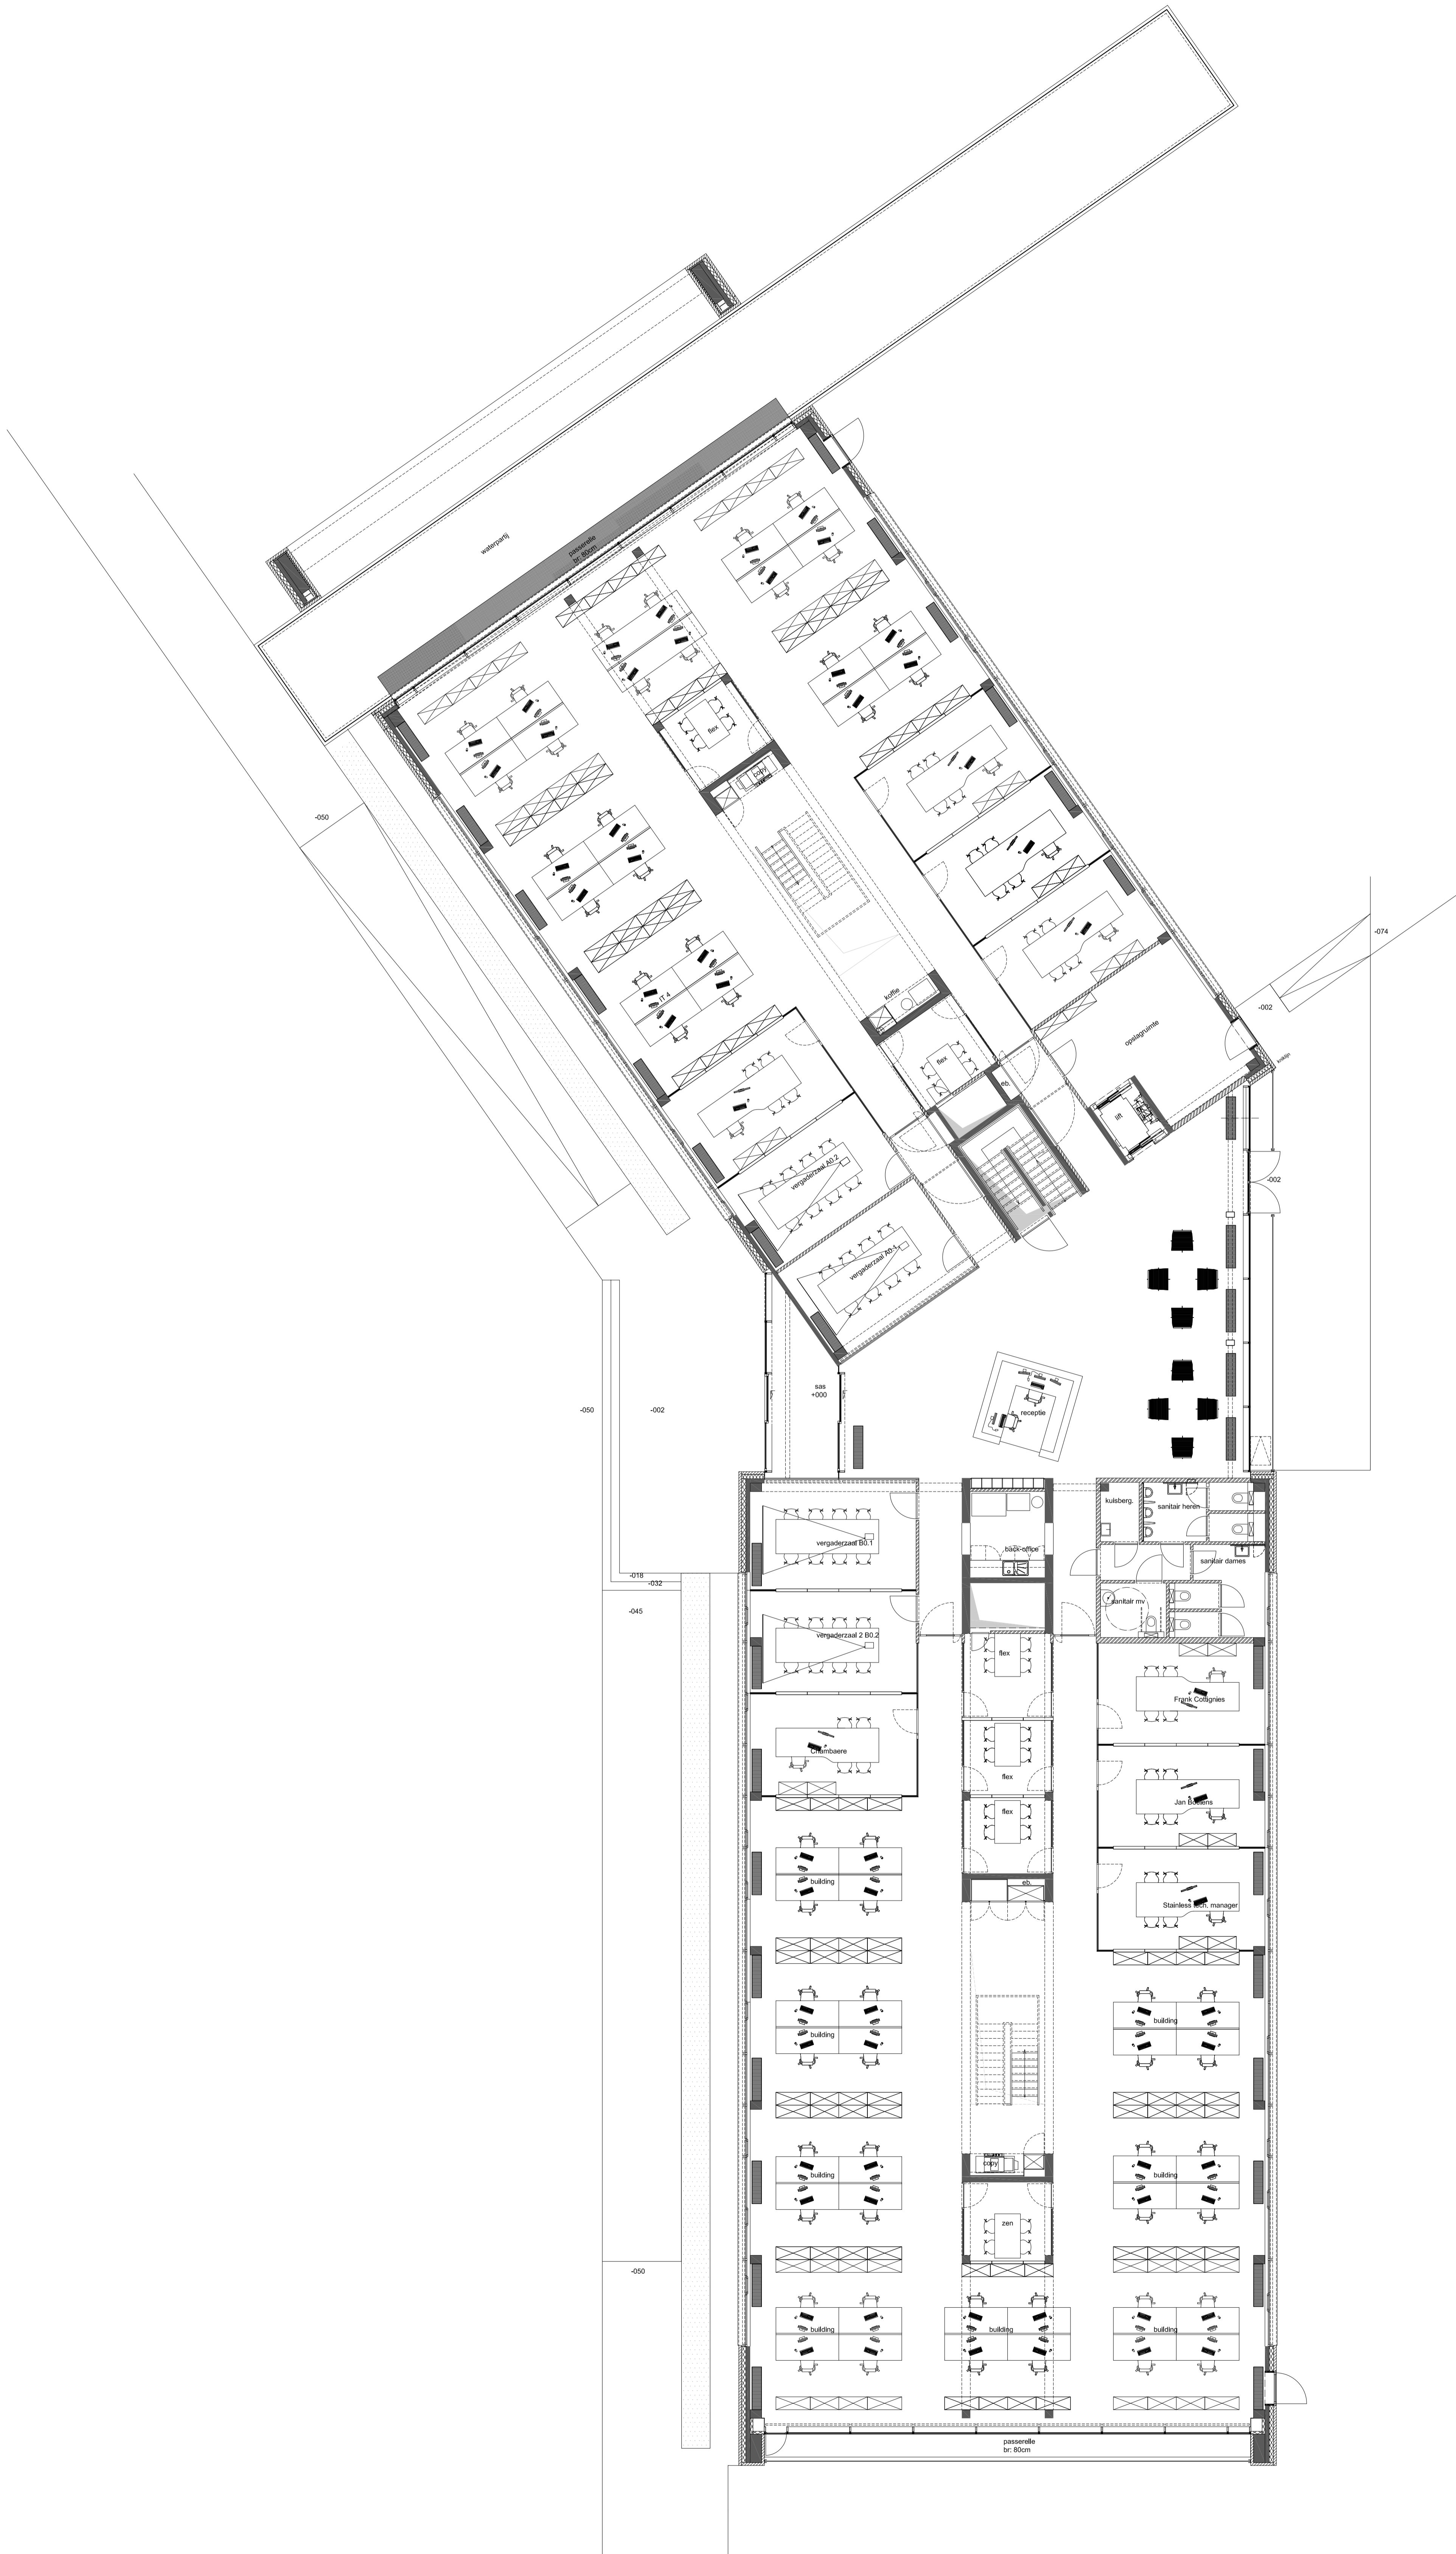 waterpartij
passerelle
br: 80cm
flex
copy
-050
-074
IT 4
koffie
-002
opslagruimte
flex
eb.
lift
vergaderzaal A0.2
-002
vergaderzaal A0.1
sas
+000
receptie
-050
-002
kuisberg.
sanitair heren
vergaderzaal B0.1
back-office
sanitair dames
-018
-032
-045
sanitair mv
vergaderzaal 2 B0.2
flex
Frank Cottignies
Chambaere
flex
Jan Boelens
flex
building
eb.
Stainless tech. manager
building
building
copy
building
building
zen
-050
building
building
building
passerelle
br: 80cm